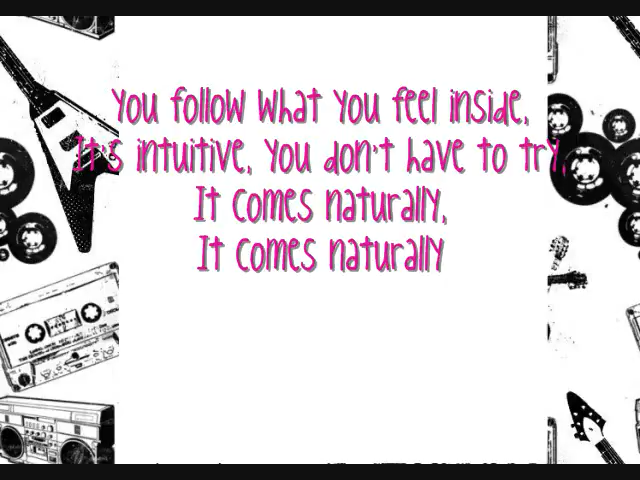 You follow what you feel inside,
It's intuitive, you don't have to try,
It comes naturally,
It comes naturally